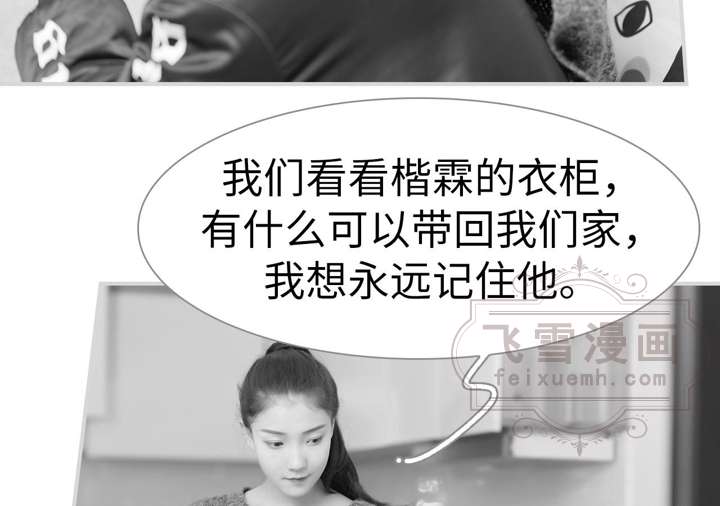 我们看看楷霖的衣柜，
有什么可以带回我们家，
我想永远记住他。
飞雪漫画
feixuemh.com